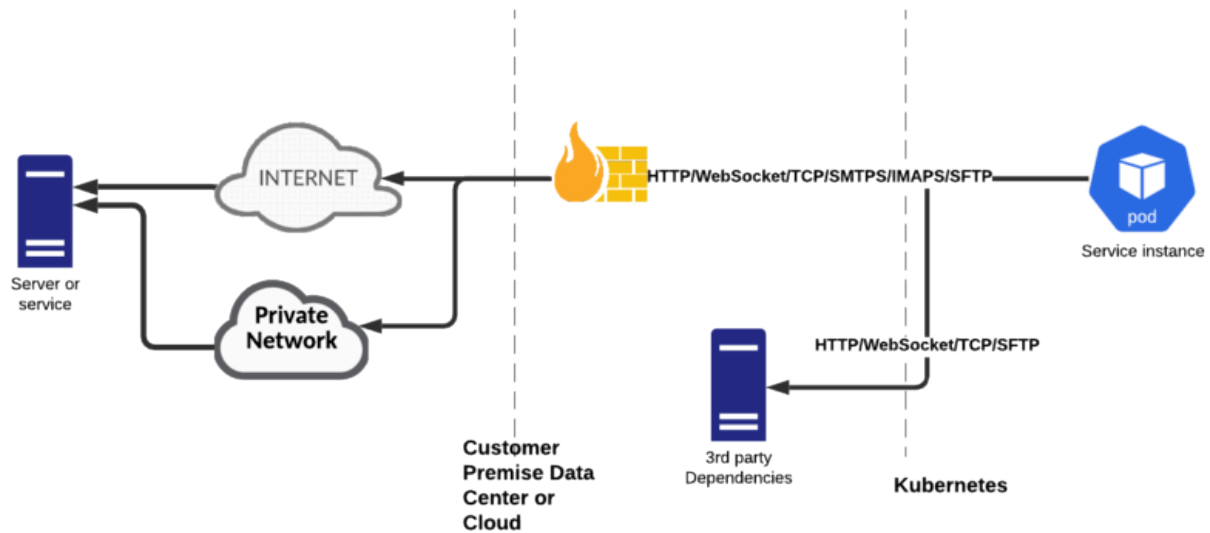 INTERNET
HTTP/WebSocket/TCP/SMTPS/IMAPS/SFTP
pod
Service instance
Server or
service
Private
Network
HTTP/WebSocket/TCP/SFTP
Customer
Premise Data
Center or
Cloud
3rd party
Dependencies
Kubernetes